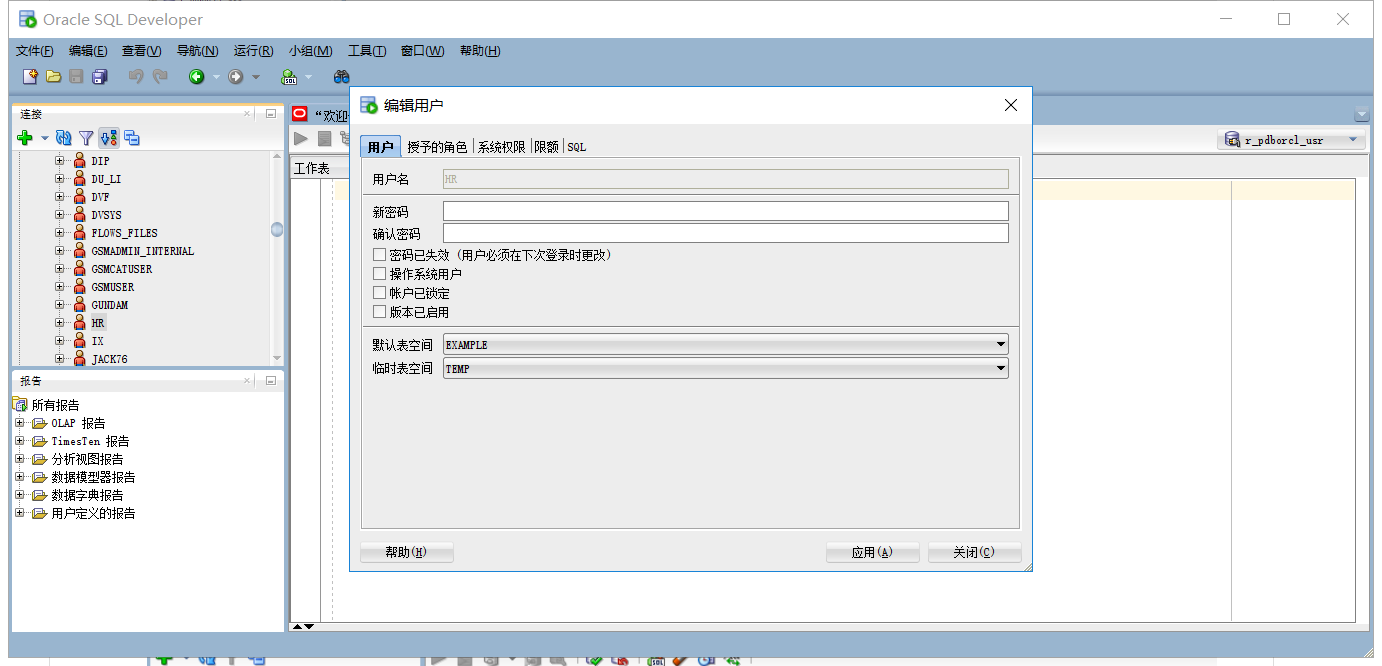 Oracle SQL Developer
文件(F) 编辑(E) 查看(V) 导航(N) 运行(R) 小组(M) 工具(T) 窗口(W) 帮助(H)
连接
DIP
DU_LI
DVF
DVSYS
FLOWS_FILES
GSMADMIN_INTERNAL
GSMCATUSER
GSMUSER
GUNDAM
HR
IX
JACK76
报告
所有报告
OLAP 报告
TimesTen 报告
分析视图报告
数据模型器报告
数据字典报告
用户定义的报告
“欢迎
r_pdborcl_usr
工作表
编辑用户
用户 授予的角色 系统权限 限额 SQL
用户名 HR
新密码
确认密码
密码已失效 (用户必须在下次登录时更改)
操作系统用户
帐户已锁定
版本已启用
默认表空间 EXAMPLE
临时表空间 TEMP
帮助(H) 应用(A) 关闭(C)